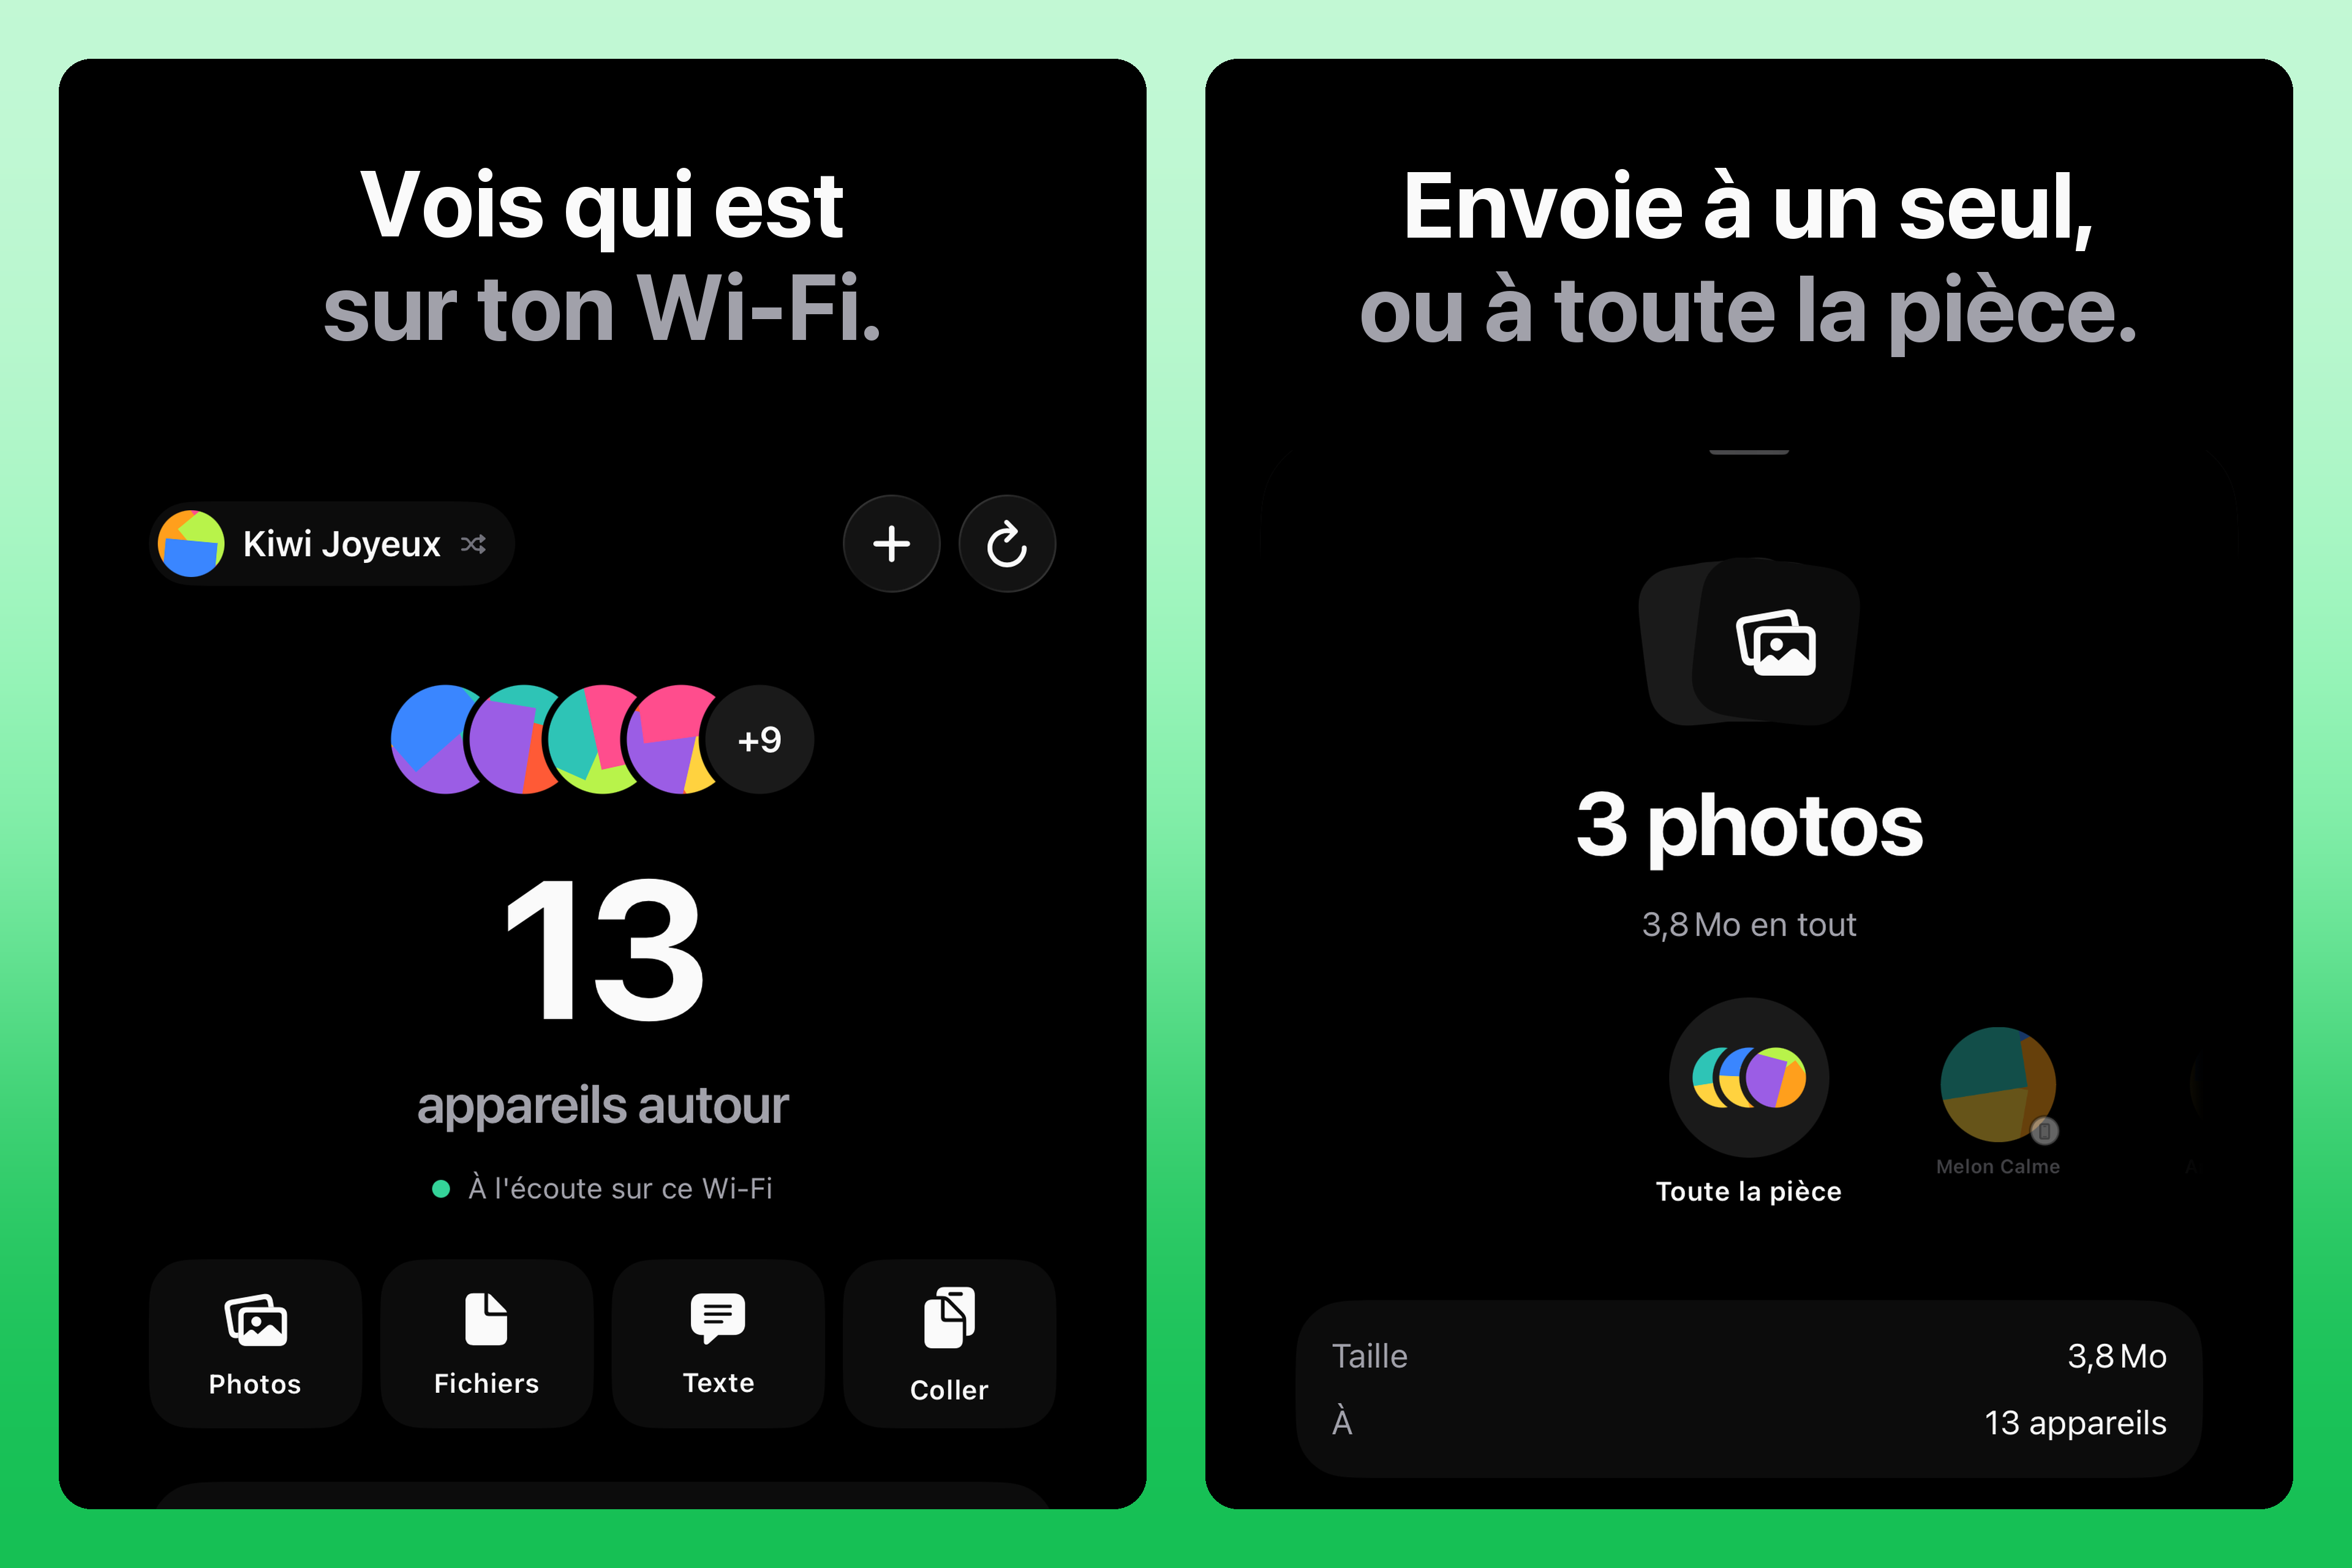 Vois qui est
sur ton Wi-Fi.
Kiwi Joyeux
+9
13
appareils autour
À l'écoute sur ce Wi-Fi
Photos
Fichiers
Texte
Coller
Envoie à un seul,
ou à toute la pièce.
3 photos
3,8 Mo en tout
Toute la pièce
Melon Calme
Taille
3,8 Mo
À
13 appareils